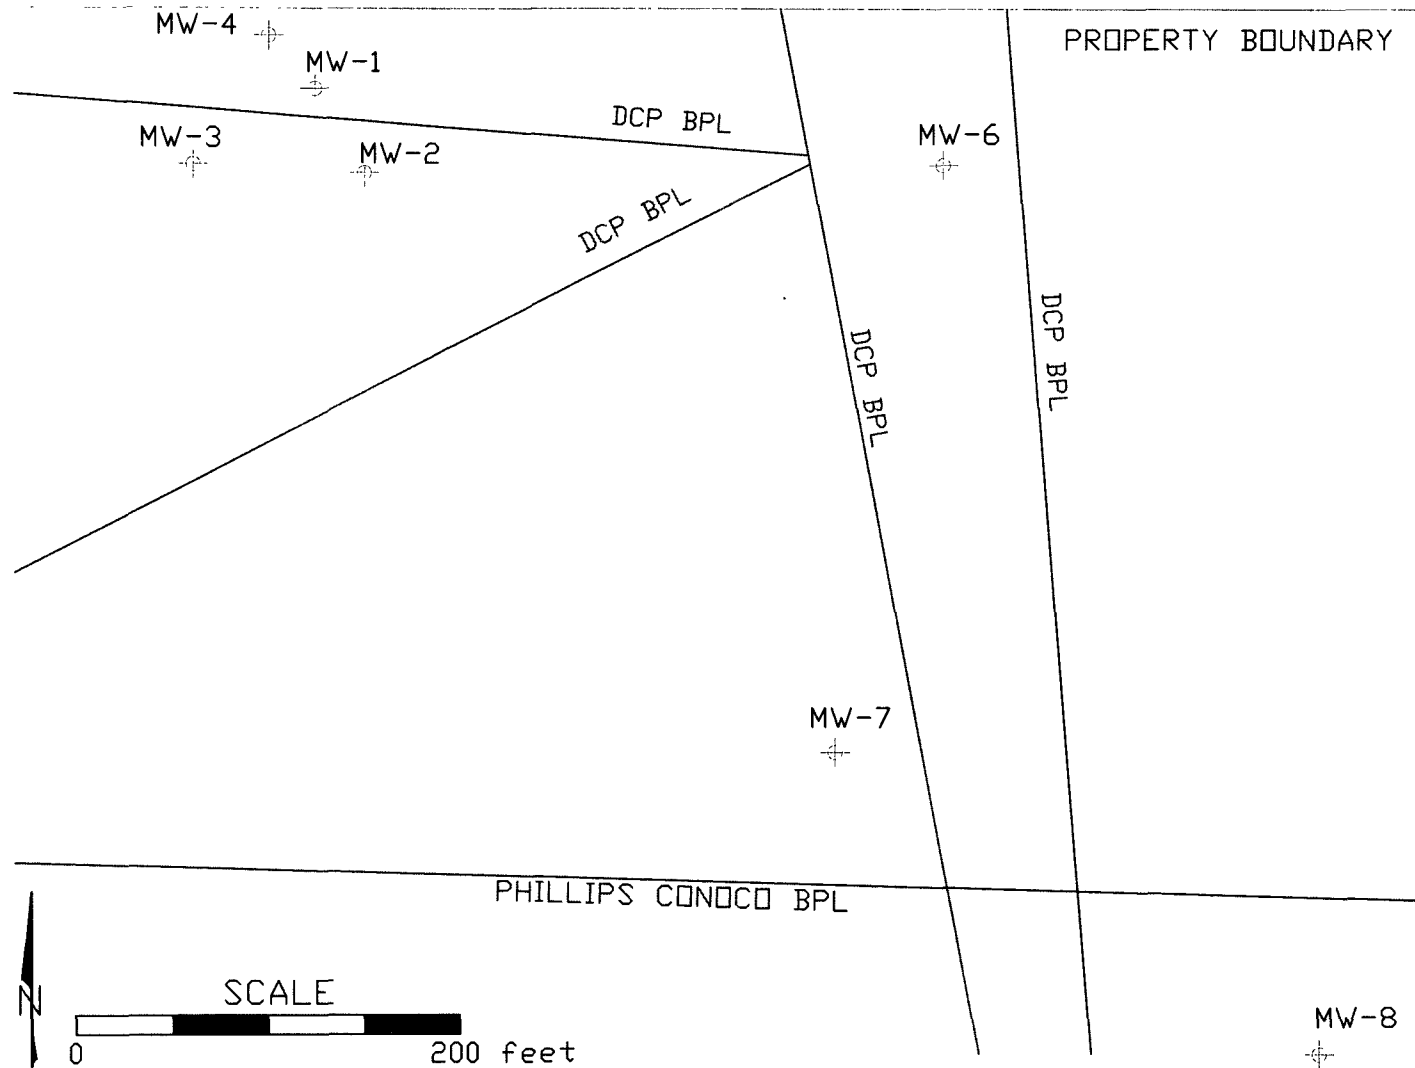 MW-4
PROPERTY BOUNDARY
MW-1
DCP BPL
MW-3
MW-2
MW-6
DCP BPL
DCP BPL
DCP BPL
MW-7
PHILLIPS CONOCO BPL
N
SCALE
0 200 feet
MW-8